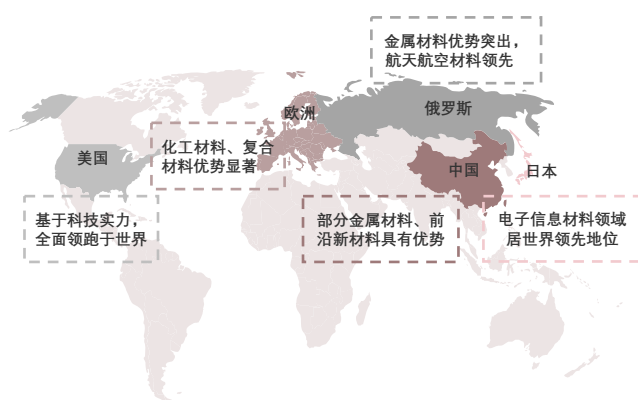 金属材料优势突出，
航天航空材料领先
俄罗斯
欧洲
化工材料、复合
材料优势显著
美国
中国
日本
基于科技实力，
全面领跑于世界
部分金属材料、前
沿新材料具有优势
电子信息材料领域
居世界领先地位